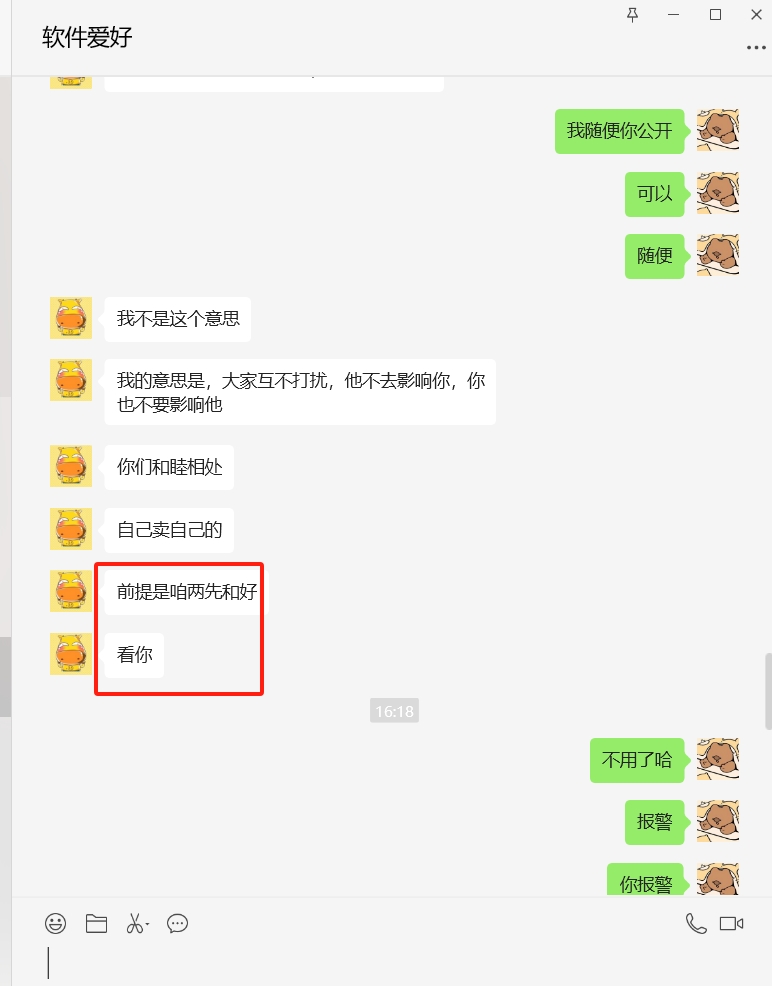 软件爱好
我随便你公开
可以
随便
我不是这个意思
我的意思是，大家互不打扰，他不去影响你，你
也不要影响他
你们和睦相处
自己卖自己的
前提是咱两先和好
看你
16:18
不用了哈
报警
你报警